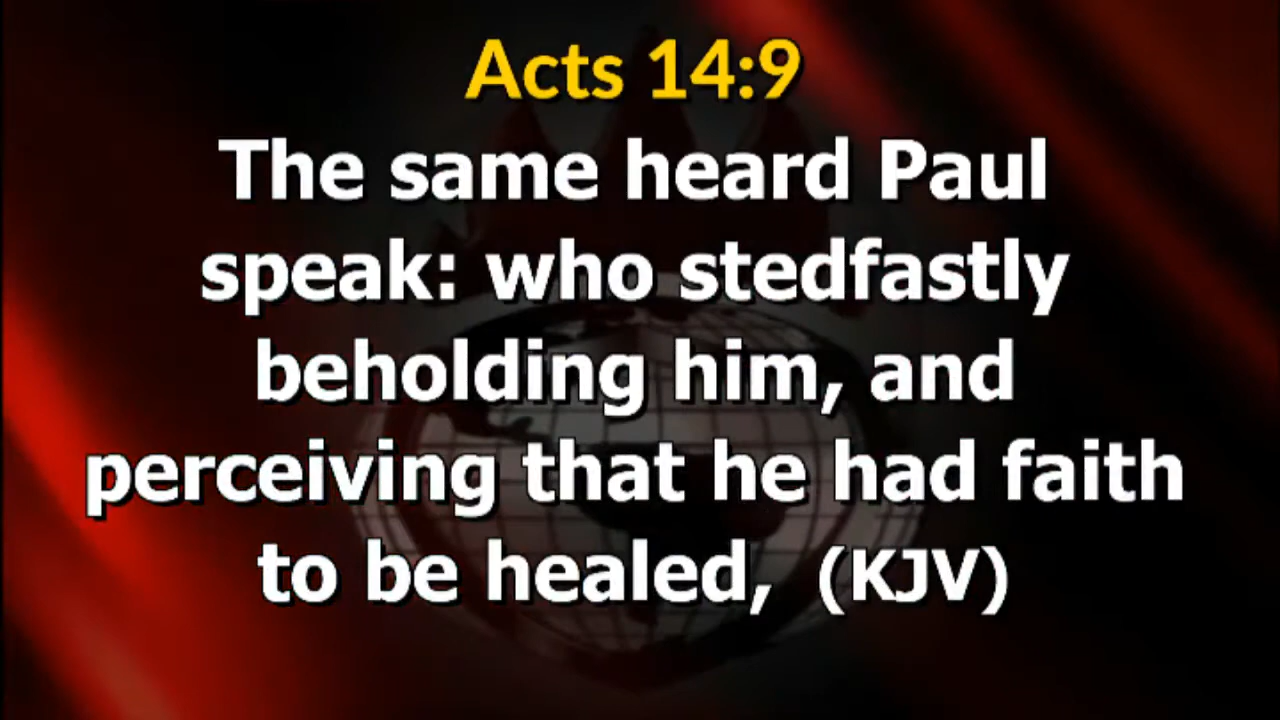 Acts 14:9
The same heard Paul
speak: who stedfastly
beholding him, and
perceiving that he had faith
to be healed, (KJV)